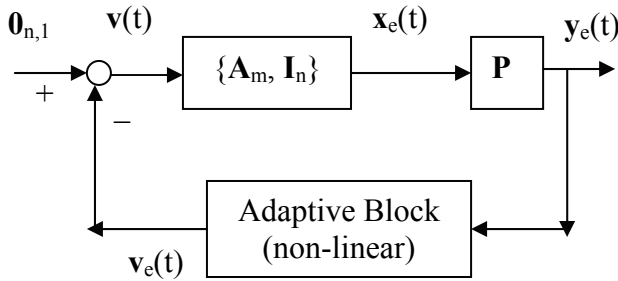 0n,1 v(t) xe(t) ye(t)
{Am, In} P
+
−
Adaptive Block
(non-linear)
ve(t)